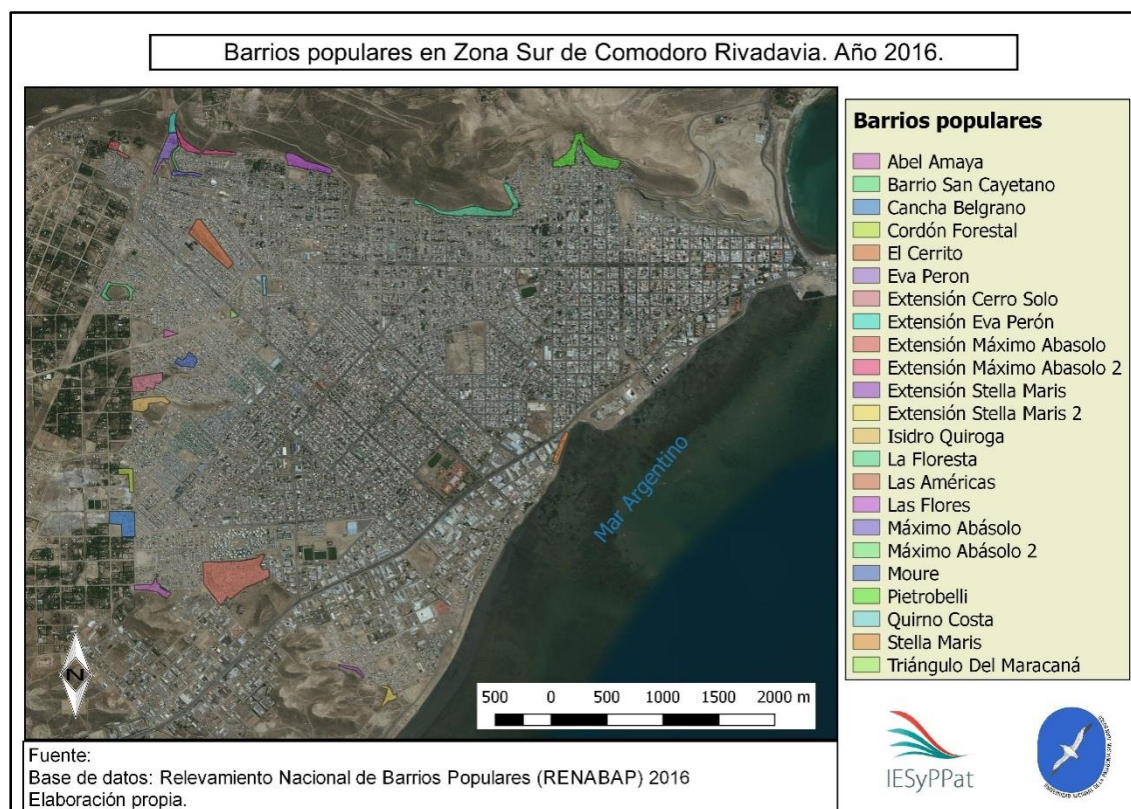 Barrios populares en Zona Sur de Comodoro Rivadavia. Año 2016.
Barrios populares
Abel Amaya
Barrio San Cayetano
Cancha Belgrano
Cordón Forestal
El Cerrito
Eva Peron
Extensión Cerro Solo
Extensión Eva Perón
Extensión Máximo Abasolo
Extensión Máximo Abasolo 2
Extensión Stella Maris
Extensión Stella Maris 2
Isidro Quiroga
La Floresta
Las Américas
Las Flores
Máximo Abásolo
Máximo Abásolo 2
Moure
Pietrobelli
Quirno Costa
Stella Maris
Triángulo Del Maracaná
Mar Argentino
N
500 0 500 1000 1500 2000 m
Fuente:
Base de datos: Relevamiento Nacional de Barrios Populares (RENABAP) 2016
Elaboración propia.
IESyPPat